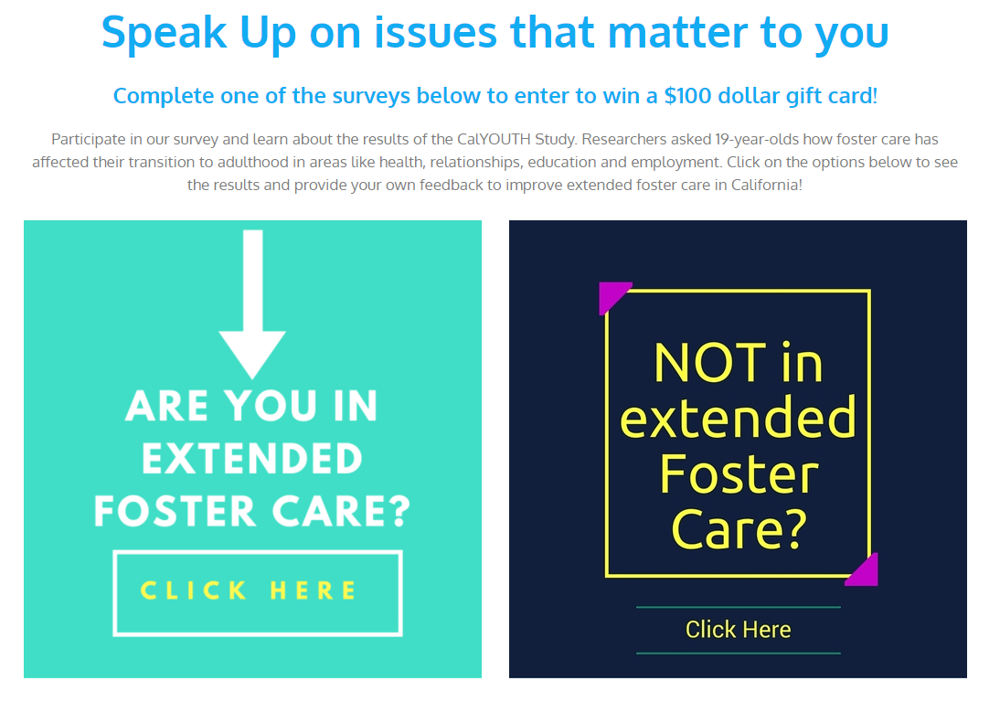 Speak Up on issues that matter to you
Complete one of the surveys below to enter to win a $100 dollar gift card!
Participate in our survey and learn about the results of the CalYOUTH Study. Researchers asked 19-year-olds how foster care has
affected their transition to adulthood in areas like health, relationships, education and employment. Click on the options below to see
the results and provide your own feedback to improve extended foster care in California!
ARE YOU IN
EXTENDED
FOSTER CARE?
CLICK HERE
NOT in
extended
Foster
Care?
Click Here